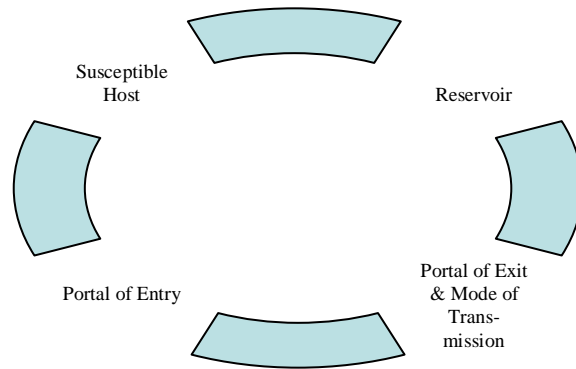 Susceptible
Host
Reservoir
Portal of Entry
Portal of Exit
& Mode of
Trans-
mission